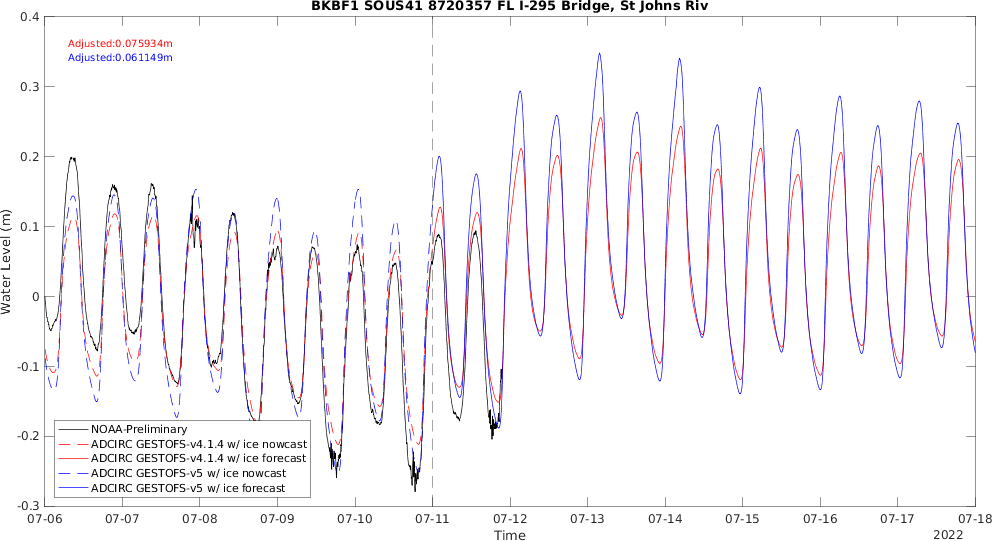 BKBF1 SOUS41 8720357 FL I-295 Bridge, St Johns Riv
Adjusted:0.075934m
Adjusted:0.061149m
0.4
0.3
0.2
0.1
0
-0.1
-0.2
-0.3
Water Level (m)
NOAA-Preliminary
ADCIRC GESTOFS-v4.1.4 w/ ice nowcast
ADCIRC GESTOFS-v4.1.4 w/ ice forecast
ADCIRC GESTOFS-v5 w/ ice nowcast
ADCIRC GESTOFS-v5 w/ ice forecast
07-06 07-07 07-08 07-09 07-10 07-11 07-12 07-13 07-14 07-15 07-16 07-17 07-18
Time
2022